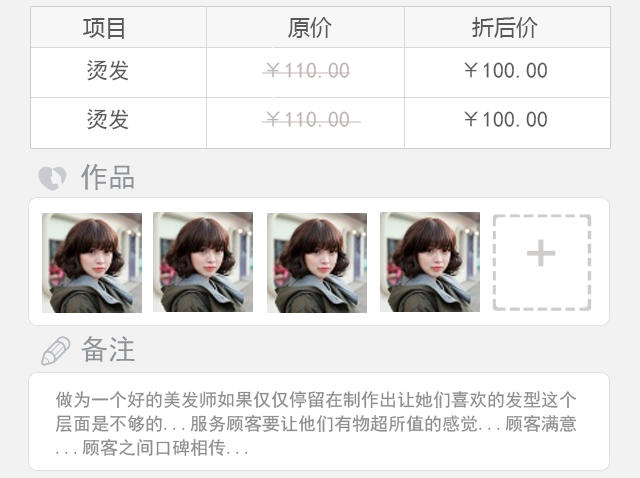 项目 原价 折后价
烫发 ￥110.00 ￥100.00
烫发 ￥110.00 ￥100.00
作品
备注
做为一个好的美发师如果仅仅停留在制作出让她们喜欢的发型这个
层面是不够的...服务顾客要让他们有物超所值的感觉...顾客满意
...顾客之间口碑相传...